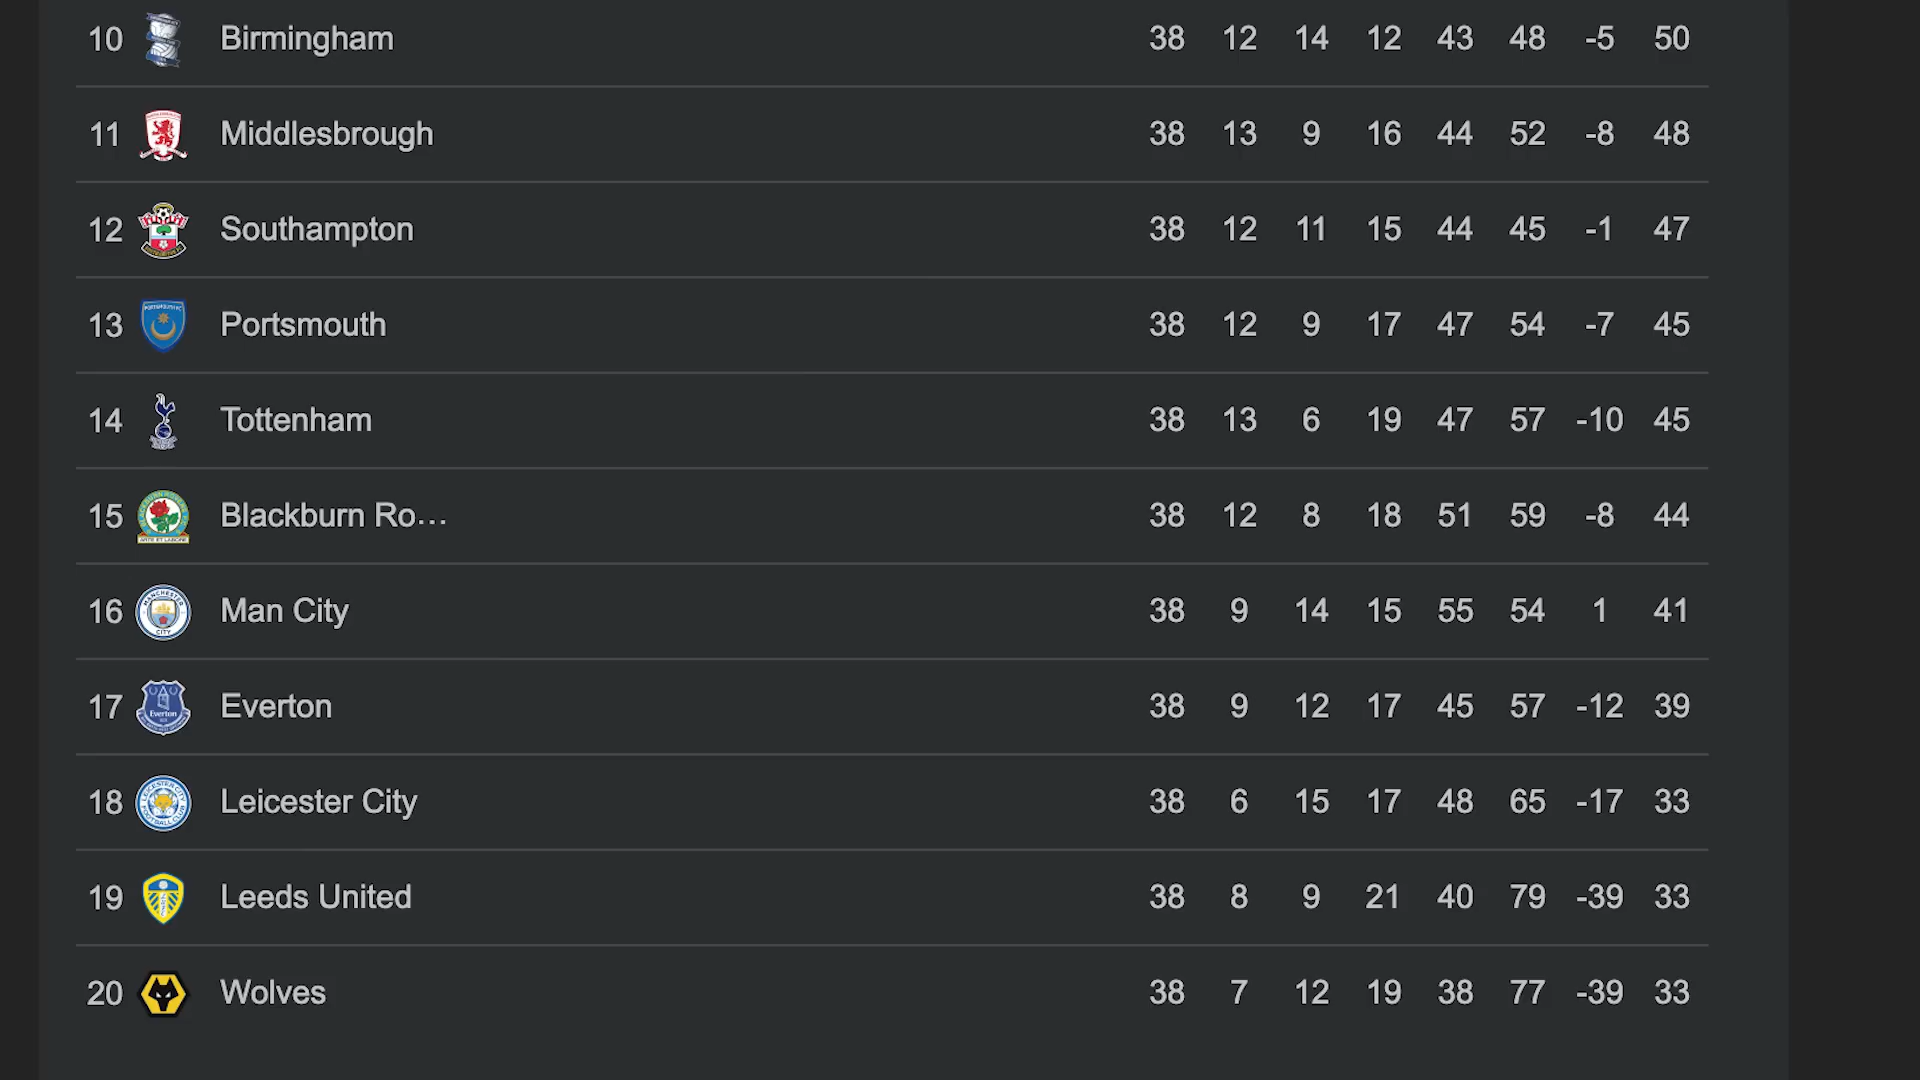 10 Birmingham 38 12 14 12 43 48 -5 50
11 Middlesbrough 38 13 9 16 44 52 -8 48
12 Southampton 38 12 11 15 44 45 -1 47
13 Portsmouth 38 12 9 17 47 54 -7 45
14 Tottenham 38 13 6 19 47 57 -10 45
15 Blackburn Ro... 38 12 8 18 51 59 -8 44
16 Man City 38 9 14 15 55 54 1 41
17 Everton 38 9 12 17 45 57 -12 39
18 Leicester City 38 6 15 17 48 65 -17 33
19 Leeds United 38 8 9 21 40 79 -39 33
20 Wolves 38 7 12 19 38 77 -39 33